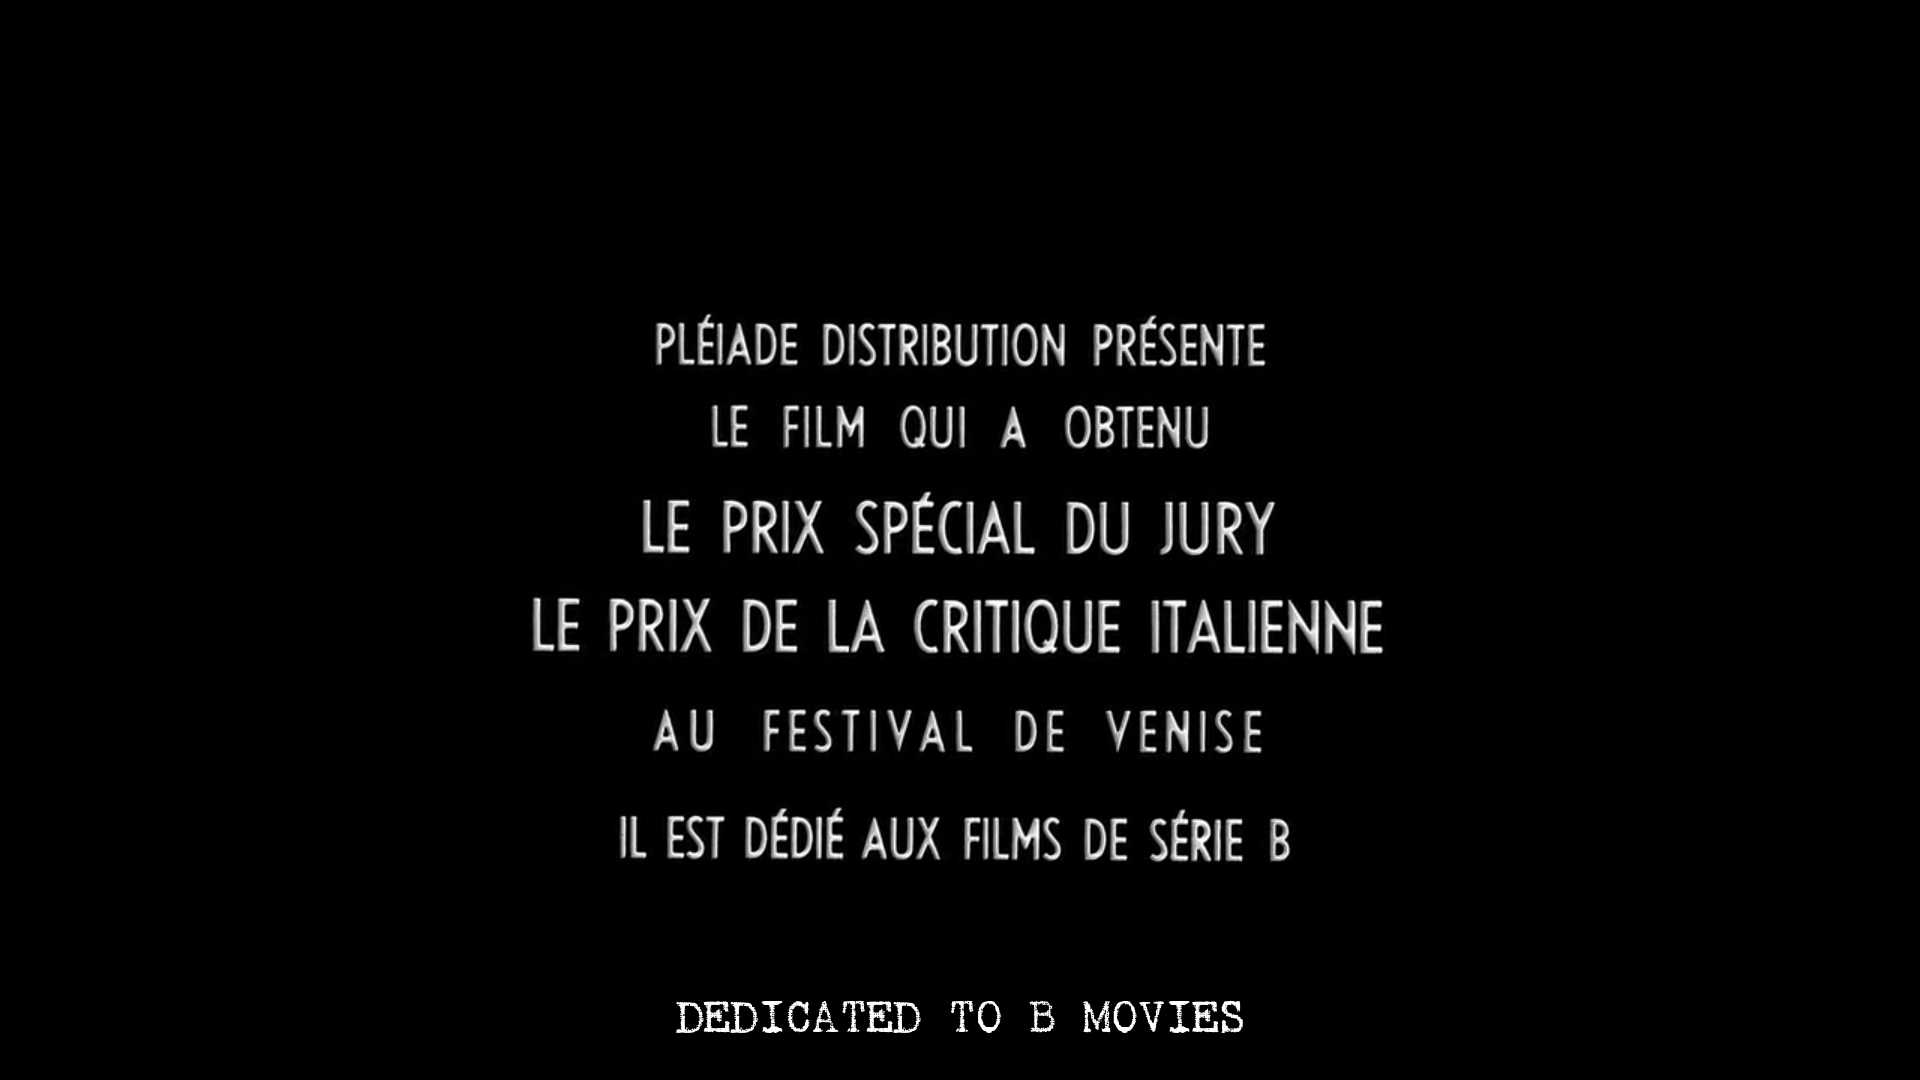 PLÉIADE DISTRIBUTION PRÉSENTE
LE FILM QUI A OBTENU
LE PRIX SPÉCIAL DU JURY
LE PRIX DE LA CRITIQUE ITALIENNE
AU FESTIVAL DE VENISE
IL EST DÉDIÉ AUX FILMS DE SÉRIE B
DEDICATED TO B MOVIES